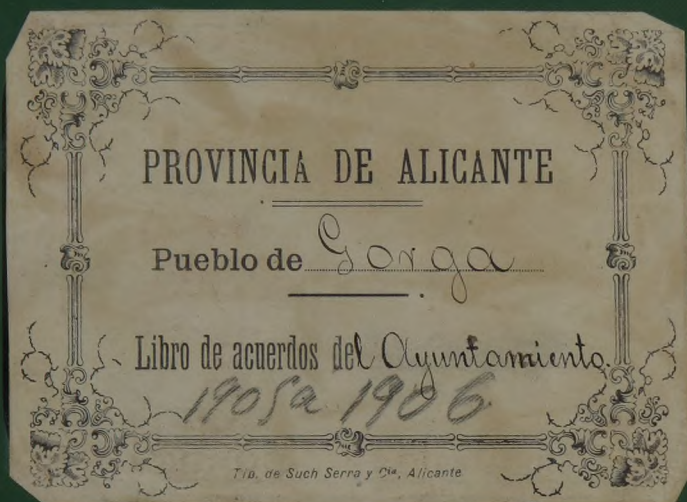 PROVINCIA DE ALICANTE
Pueblo de Gorga
Libro de acuerdos del Ayuntamiento
1905 a 1906
Tip. de Such Serra y Cía, Alicante